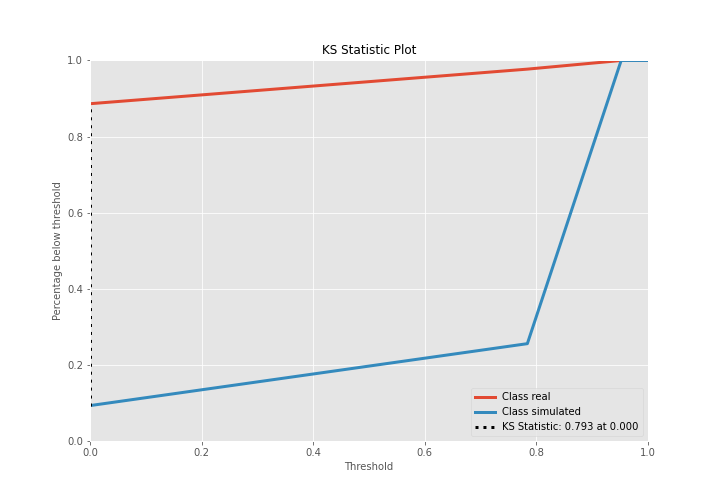 KS Statistic Plot
1.0
0.8
0.6
0.4
0.2
0.0
Percentage below threshold
0.0 0.2 0.4 0.6 0.8 1.0
Threshold
Class real
Class simulated
KS Statistic: 0.793 at 0.000